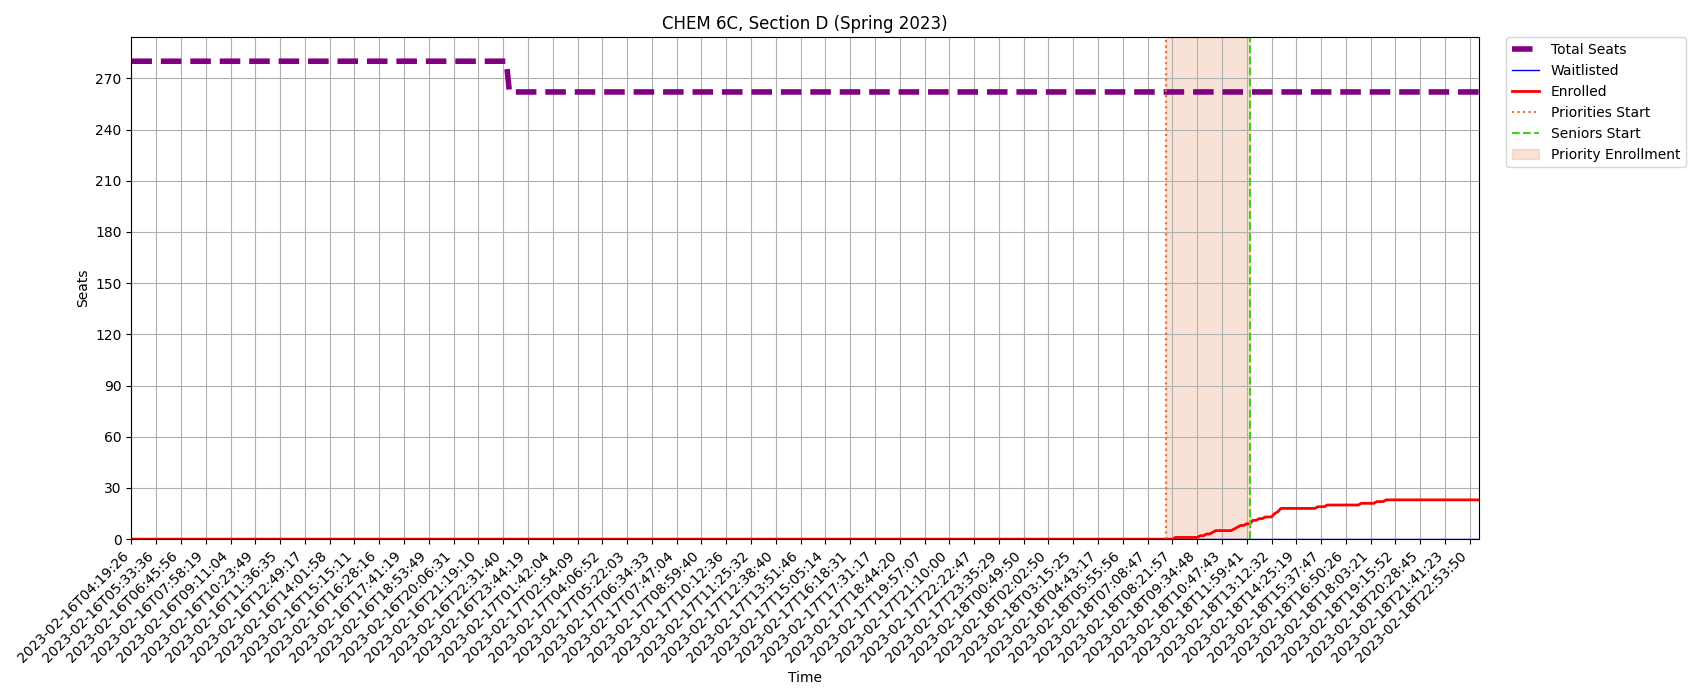 CHEM 6C, Section D (Spring 2023)
Total Seats
Waitlisted
Enrolled
Priorities Start
Seniors Start
Priority Enrollment
Seats
270
240
210
180
150
120
90
60
30
0
2023-02-16T04:19:26
2023-02-16T05:33:36
2023-02-16T06:45:56
2023-02-16T07:58:19
2023-02-16T09:11:04
2023-02-16T10:23:49
2023-02-16T11:36:35
2023-02-16T12:49:17
2023-02-16T14:01:58
2023-02-16T15:15:11
2023-02-16T16:28:16
2023-02-16T17:41:19
2023-02-16T18:53:49
2023-02-16T20:06:31
2023-02-16T21:19:10
2023-02-16T22:31:40
2023-02-16T23:44:19
2023-02-17T01:42:04
2023-02-17T02:54:09
2023-02-17T04:06:52
2023-02-17T05:22:03
2023-02-17T06:34:33
2023-02-17T07:47:04
2023-02-17T08:59:40
2023-02-17T10:12:36
2023-02-17T11:25:32
2023-02-17T12:38:40
2023-02-17T13:51:46
2023-02-17T15:05:14
2023-02-17T16:18:31
2023-02-17T17:31:17
2023-02-17T18:44:20
2023-02-17T19:57:07
2023-02-17T21:10:00
2023-02-17T22:22:47
2023-02-17T23:35:29
2023-02-18T00:49:50
2023-02-18T02:02:50
2023-02-18T03:15:25
2023-02-18T04:43:17
2023-02-18T05:55:56
2023-02-18T07:08:47
2023-02-18T08:21:57
2023-02-18T09:34:48
2023-02-18T10:47:43
2023-02-18T11:59:41
2023-02-18T13:12:32
2023-02-18T14:25:19
2023-02-18T15:37:47
2023-02-18T16:50:26
2023-02-18T18:03:21
2023-02-18T19:15:52
2023-02-18T20:28:45
2023-02-18T21:41:23
2023-02-18T22:53:50
Time